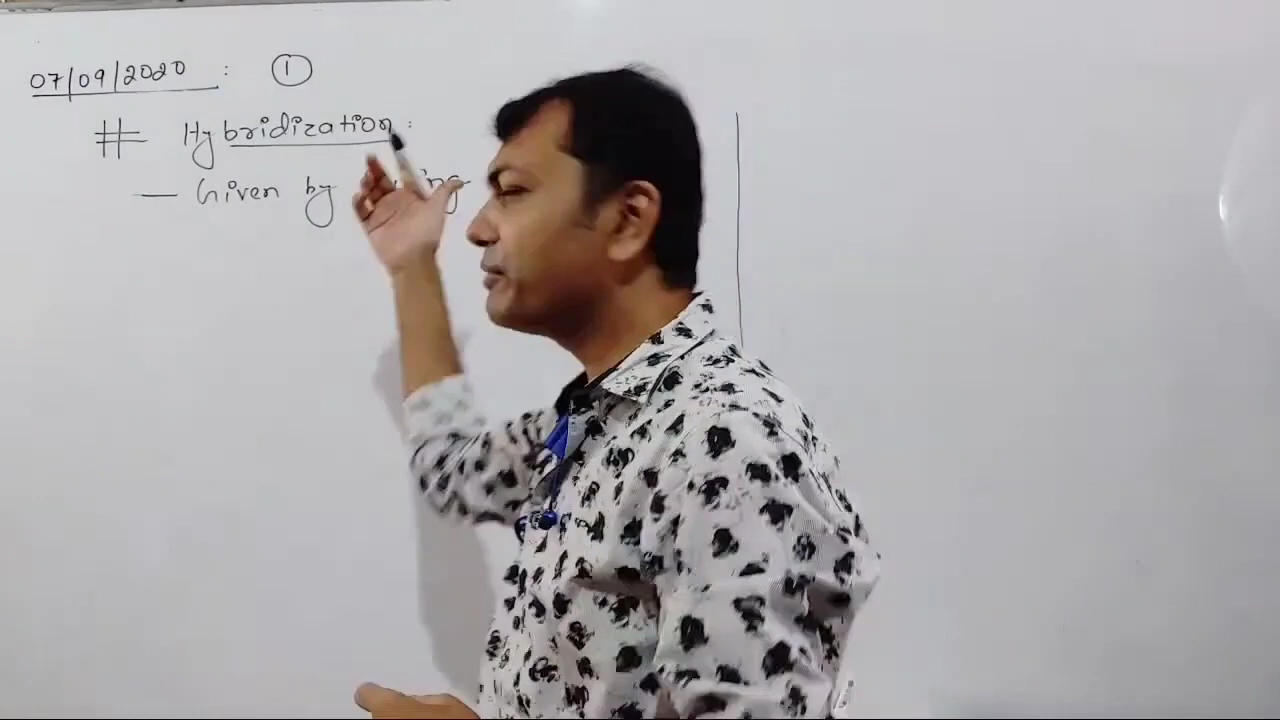 07/09/2020 : ①
# Hybridization :
— Given by